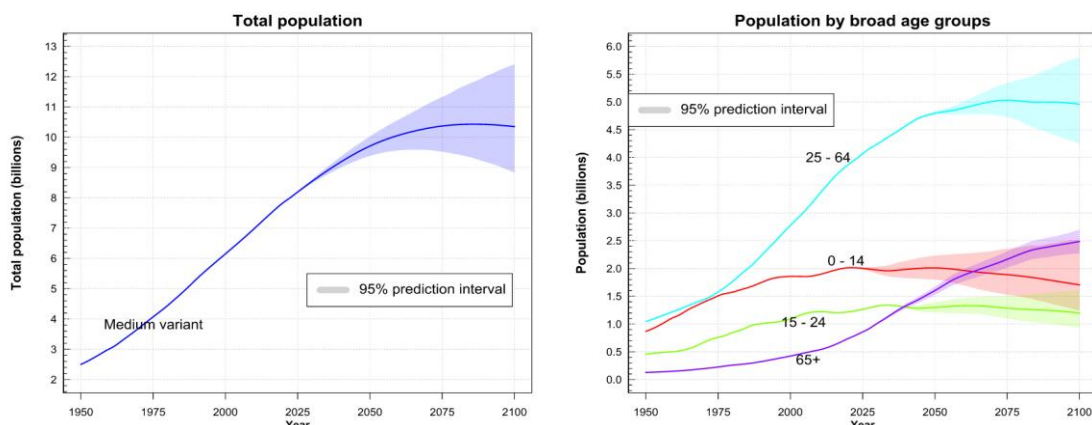 Total population
Total population (billions)
13
12
11
10
9
8
7
6
5
4
3
2
Medium variant
95% prediction interval
1950 1975 2000 2025 2050 2075 2100
Year
Population by broad age groups
Population (billions)
6.0
5.5
5.0
4.5
4.0
3.5
3.0
2.5
2.0
1.5
1.0
0.5
0.0
95% prediction interval
25 - 64
0 - 14
15 - 24
65+
1950 1975 2000 2025 2050 2075 2100
Year